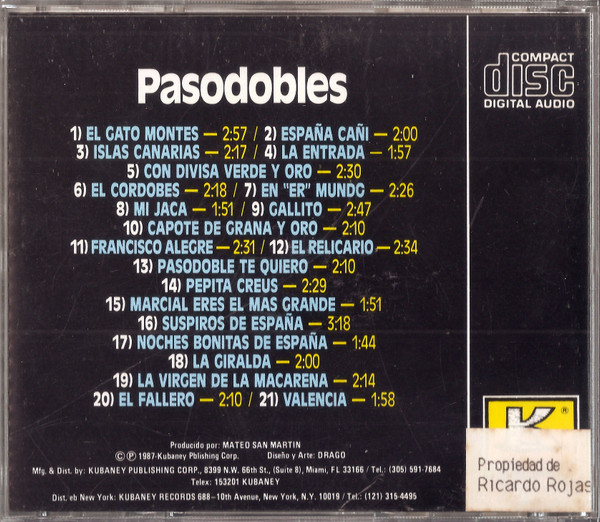 COMPACT
disc
DIGITAL AUDIO
Pasodobles
1) EL GATO MONTES — 2:57 / 2) ESPAÑA CAÑI — 2:00
3) ISLAS CANARIAS — 2:17 / 4) LA ENTRADA — 1:57
5) CON DIVISA VERDE Y ORO — 2:30
6) EL CORDOBES — 2:18 / 7) EN "ER" MUNDO — 2:26
8) MI JACA — 1:51 / 9) GALLITO — 2:47
10) CAPOTE DE GRANA Y ORO — 2:10
11) FRANCISCO ALEGRE — 2:31 / 12) EL RELICARIO — 2:34
13) PASODOBLE TE QUIERO — 2:10
14) PEPITA CREUS — 2:29
15) MARCIAL ERES EL MAS GRANDE — 1:51
16) SUSPIROS DE ESPAÑA — 3:18
17) NOCHES BONITAS DE ESPAÑA — 1:44
18) LA GIRALDA — 2:00
19) LA VIRGEN DE LA MACARENA — 2:14
20) EL FALLERO — 2:10 / 21) VALENCIA — 1:58
Producido por: MATEO SAN MARTIN
© Ⓟ 1987-Kubaney Plishing Corp. Diseño y Arte: DRAGO
Mfg. & Dist. by: KUBANEY PUBLISHING CORP., 8399 N.W. 66th St., (Suite 8), Miami, FL 33166 / Tel.: (305) 591-7684
Telex: 153201 KUBANEY
Dist. eb New York: KUBANEY RECORDS 688-10th Avenue, New York, N.Y. 10019 / Tel.: (121) 315-4495
K ®
Propiedad de
Ricardo Rojas